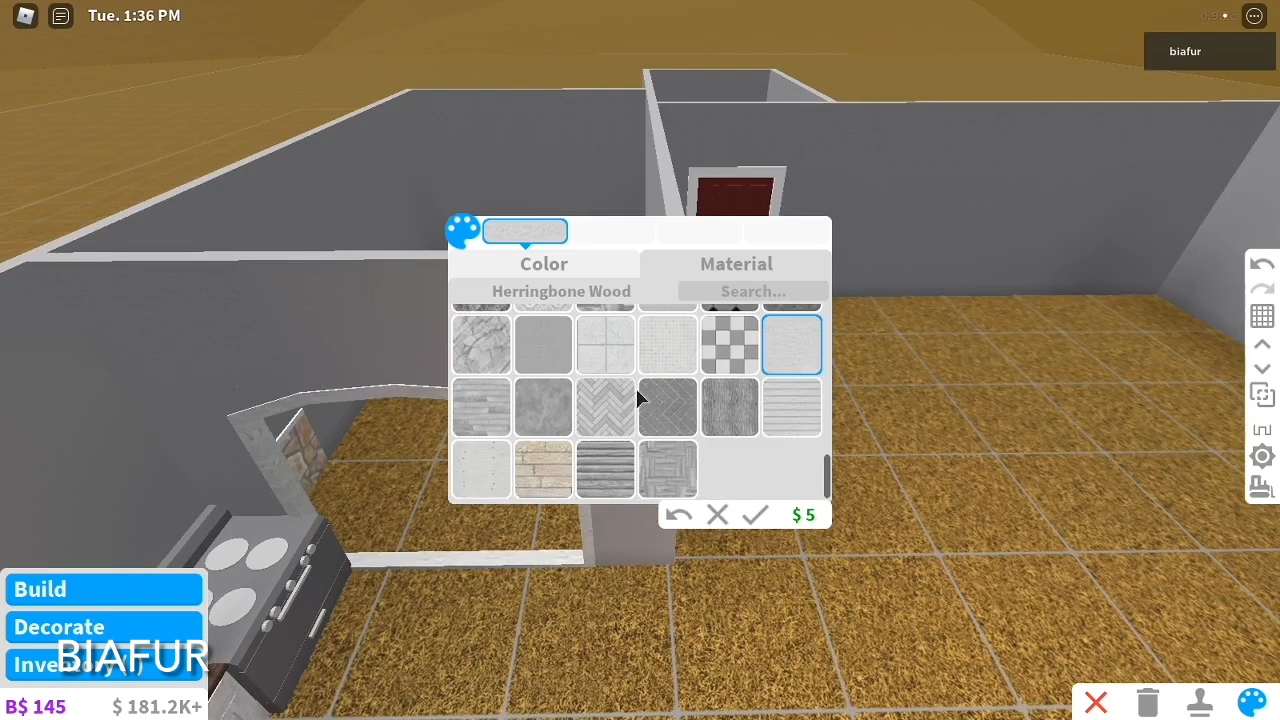 Tue. 1:36 PM
biafur
Color
Material
Herringbone Wood
Search...
$ 5
Build
Decorate
BIAFUR
B$ 145
$ 181.2K+